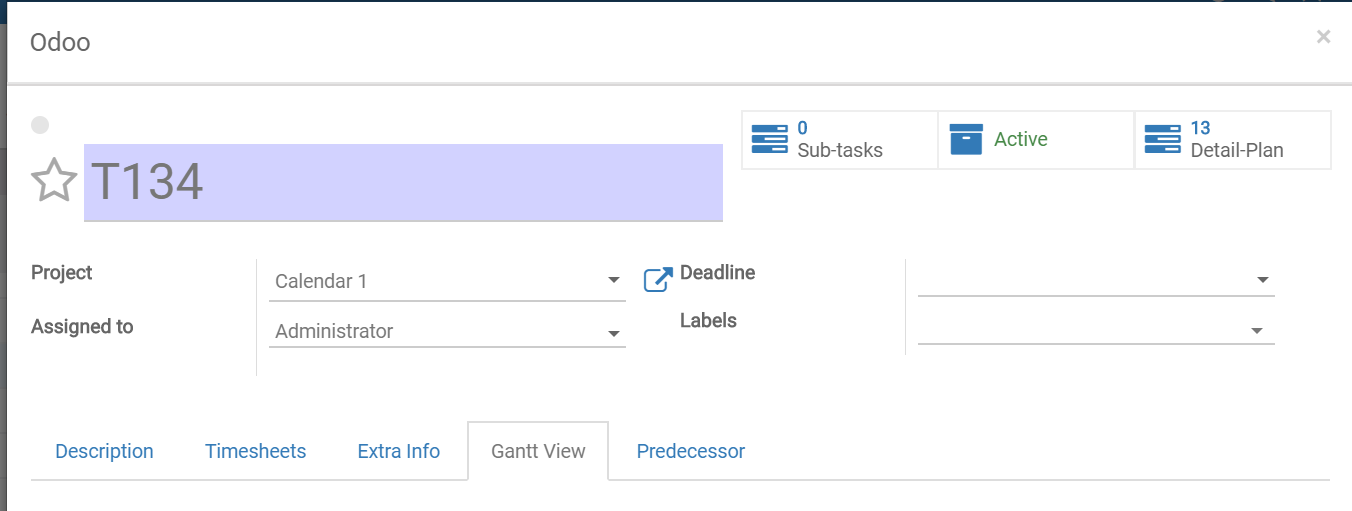 Odoo
×
0
Sub-tasks
Active
13
Detail-Plan
T134
Project
Calendar 1
Deadline
Assigned to
Administrator
Labels
Description Timesheets Extra Info Gantt View Predecessor